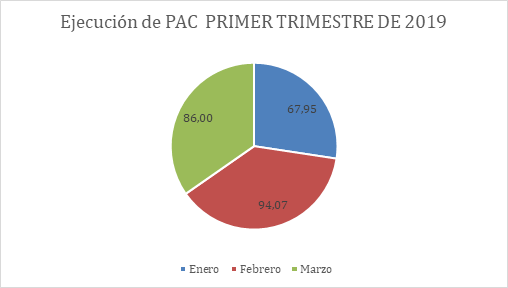 Ejecución de PAC  PRIMER TRIMESTRE DE 2019
67,95
86,00
94,07
Enero Febrero Marzo